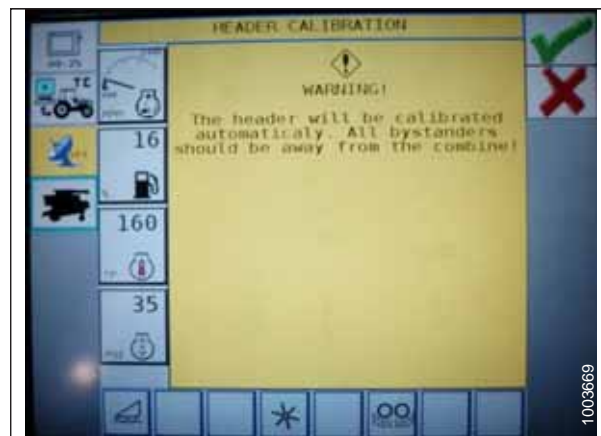 HEADER CALIBRATION
TC
WARNING!
The header will be calibrated
automaticaly. All bystanders
should be away from the combine!
16
160
35
1003669